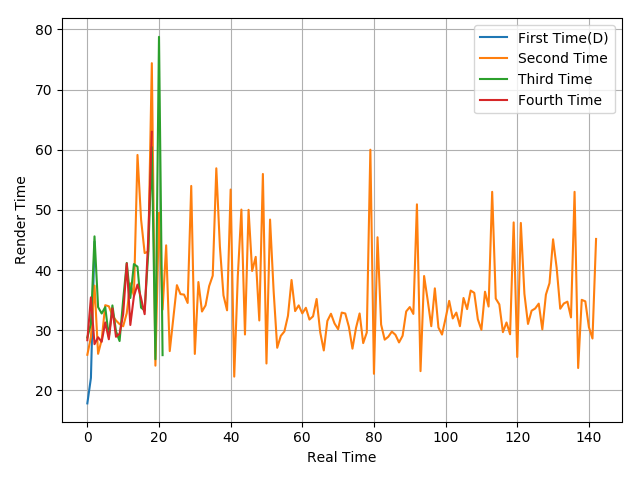 First Time(D)
Second Time
Third Time
Fourth Time
80
70
60
50
40
30
20
Render Time
0 20 40 60 80 100 120 140
Real Time